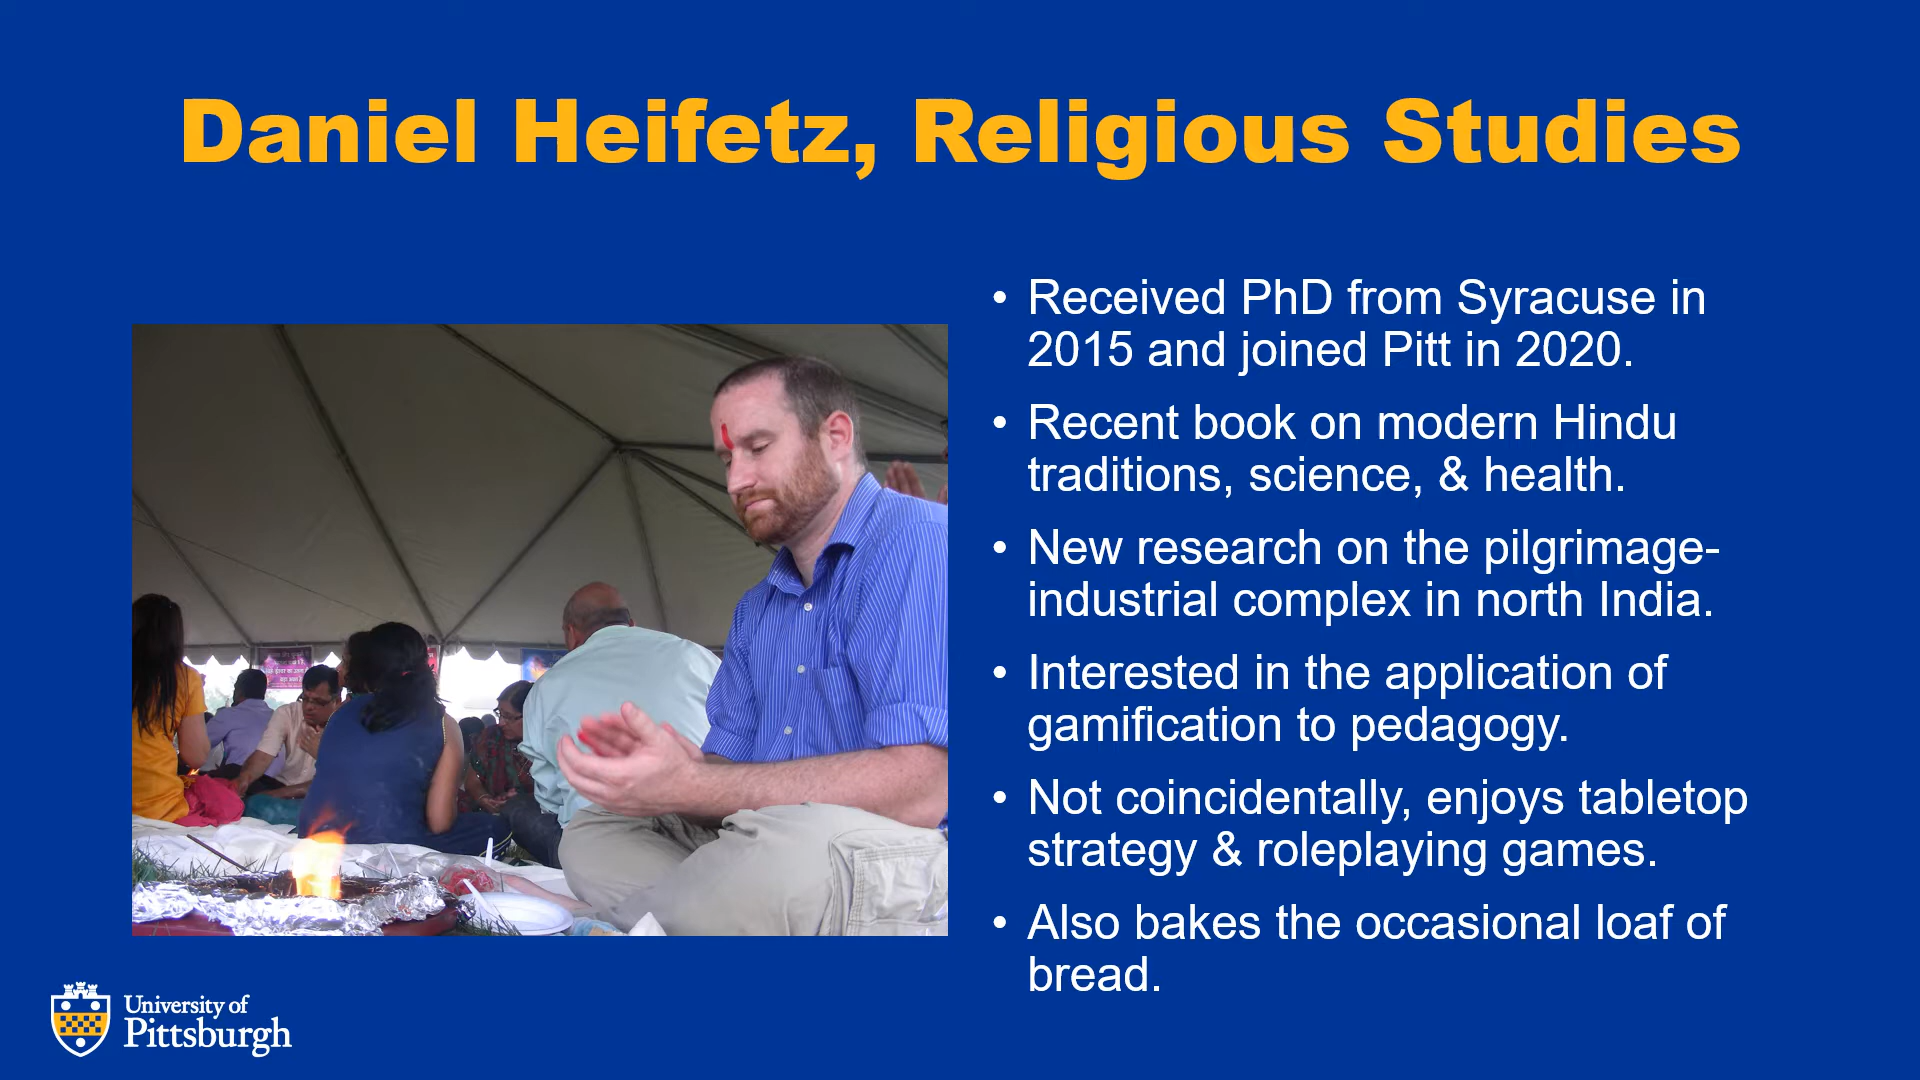 Daniel Heifetz, Religious Studies
• Received PhD from Syracuse in
2015 and joined Pitt in 2020.
• Recent book on modern Hindu
traditions, science, & health.
• New research on the pilgrimage-
industrial complex in north India.
• Interested in the application of
gamification to pedagogy.
• Not coincidentally, enjoys tabletop
strategy & roleplaying games.
• Also bakes the occasional loaf of
bread.
University of
Pittsburgh